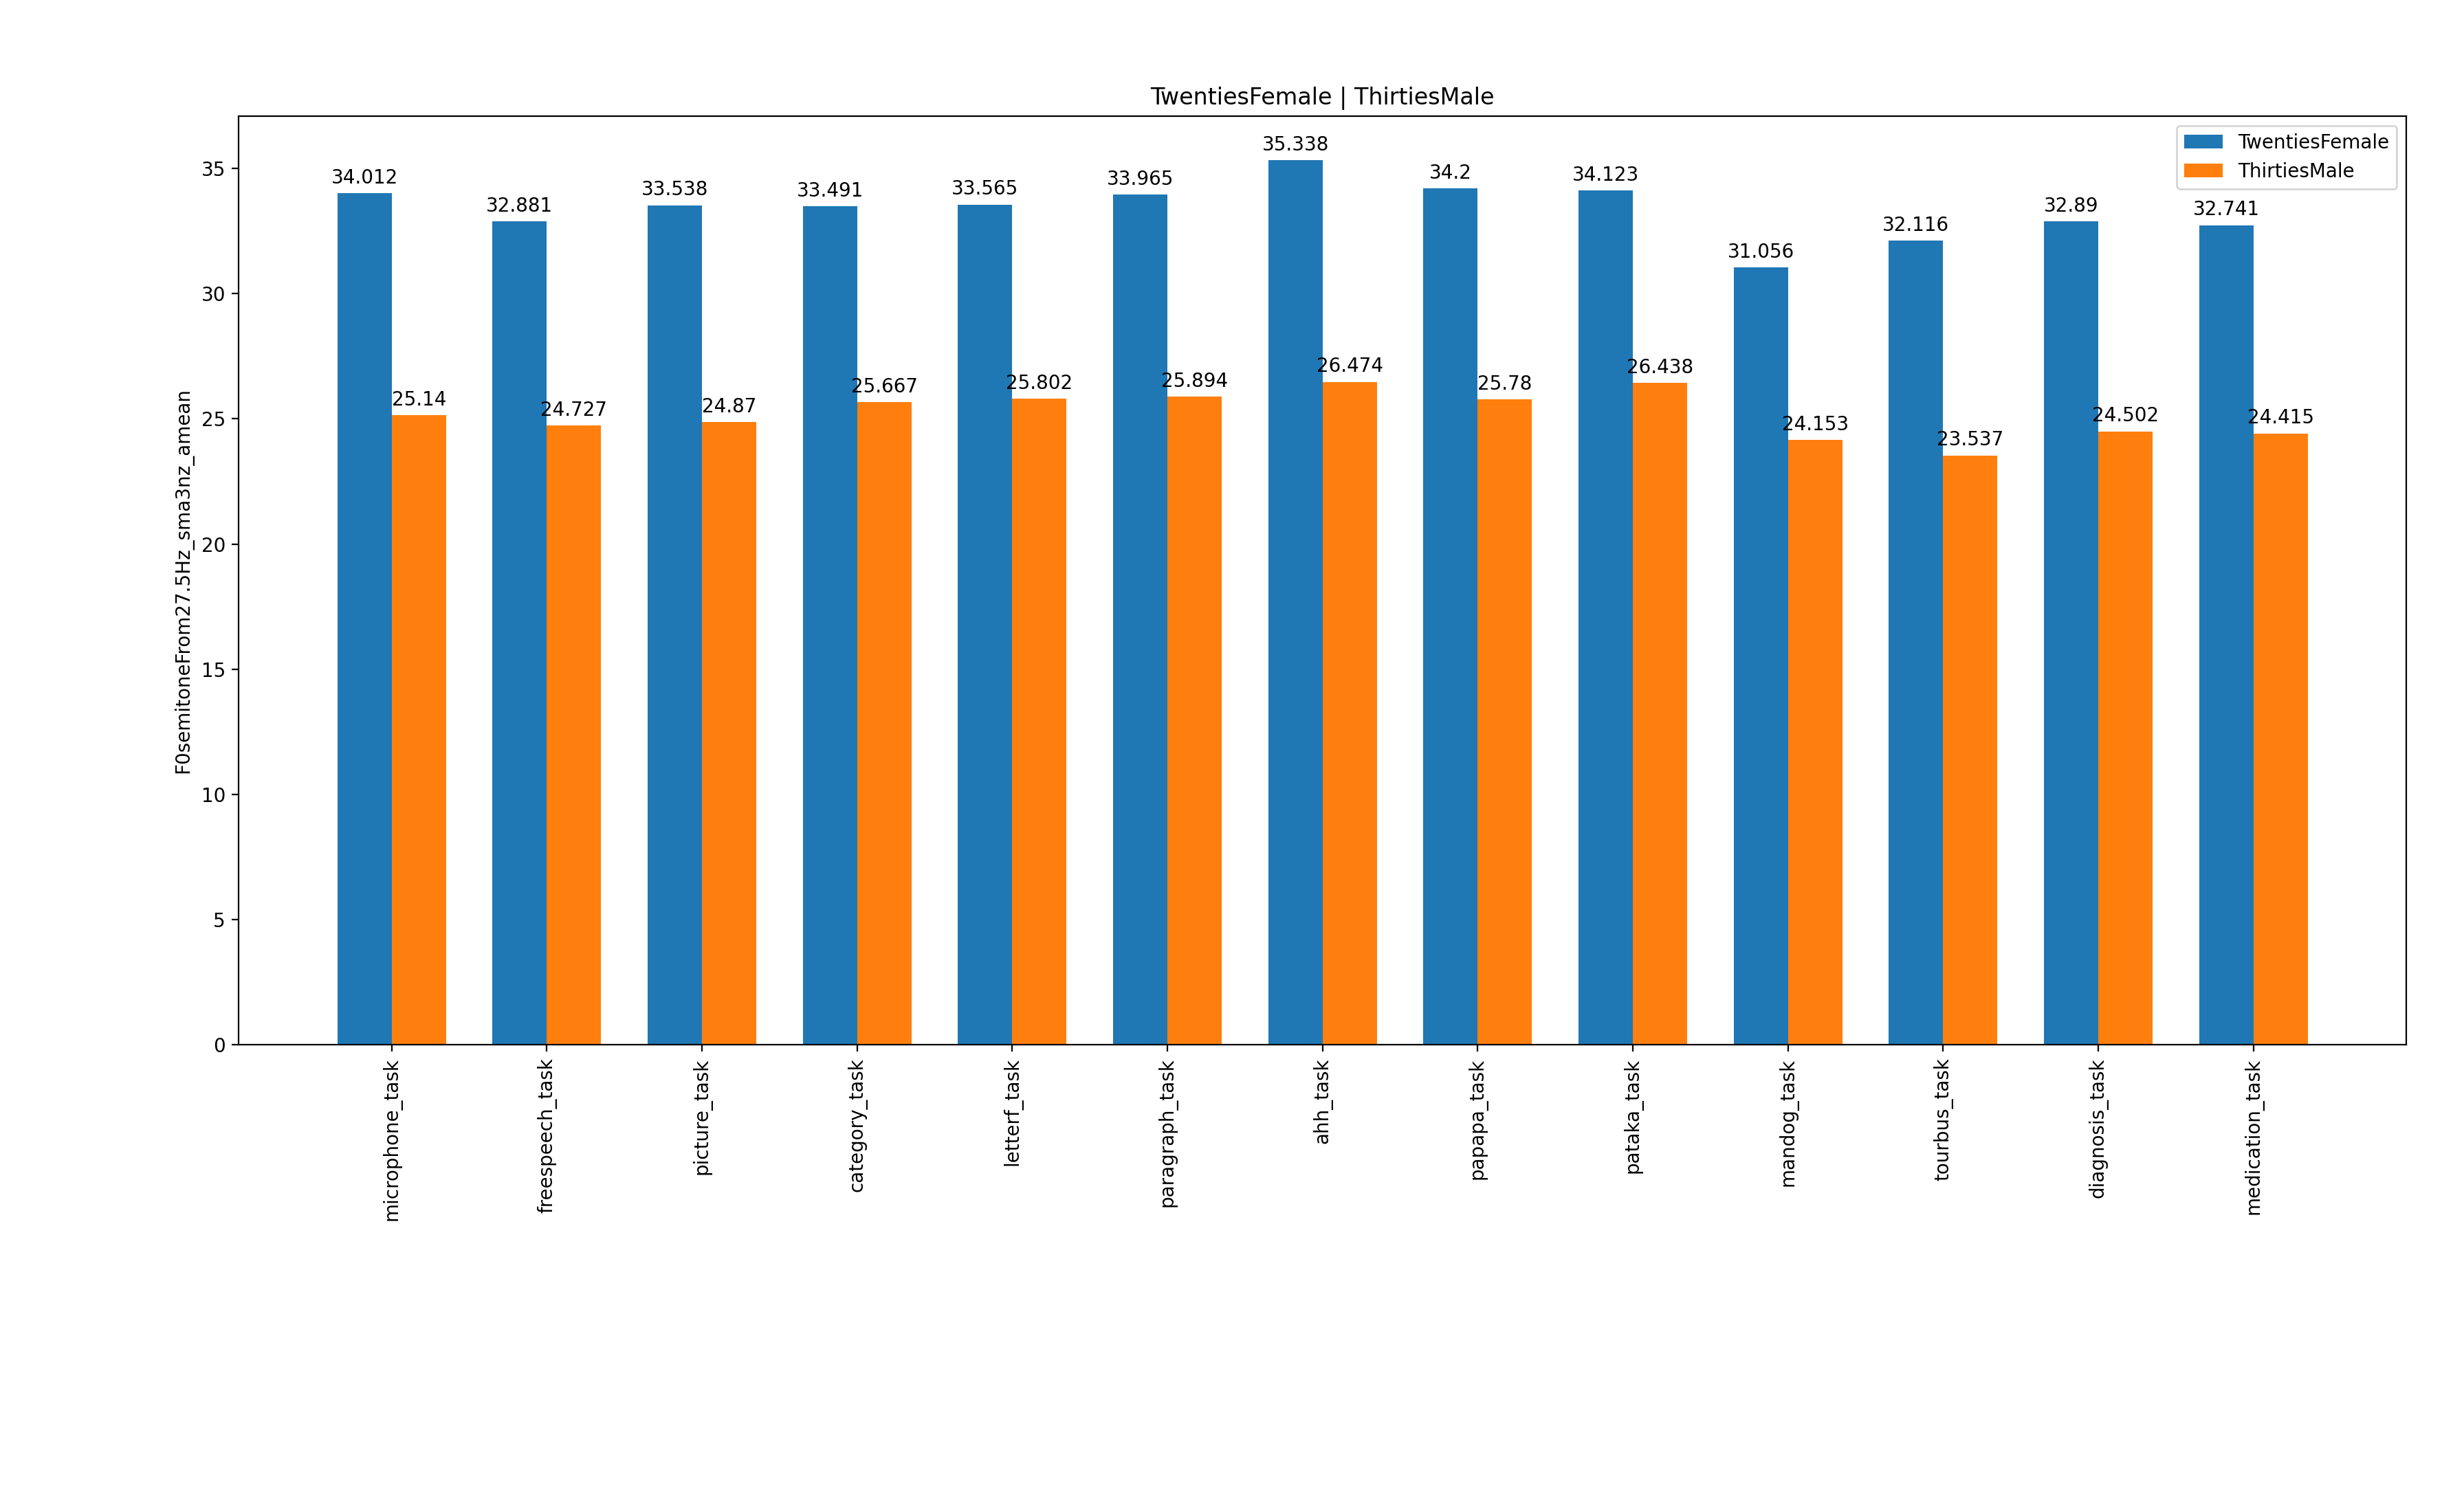 TwentiesFemale | ThirtiesMale
TwentiesFemale
ThirtiesMale
F0semitoneFrom27.5Hz_sma3nz_amean
35
30
25
20
15
10
5
0
34.012
32.881
33.538
33.491
33.565
33.965
35.338
34.2
34.123
31.056
32.116
32.89
32.741
25.14
24.727
24.87
25.667
25.802
25.894
26.474
25.78
26.438
24.153
23.537
24.502
24.415
microphone_task
freespeech_task
picture_task
category_task
letterf_task
paragraph_task
ahh_task
papapa_task
pataka_task
mandog_task
tourbus_task
diagnosis_task
medication_task